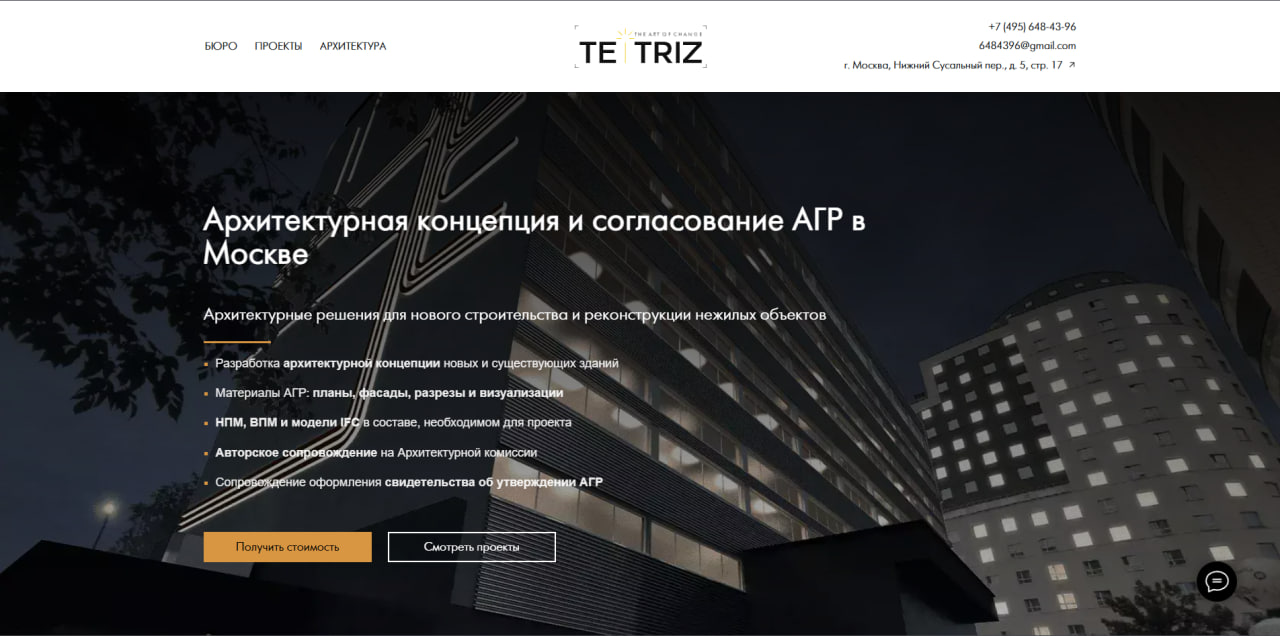 БЮРО ПРОЕКТЫ АРХИТЕКТУРА
THE ART OF CHANGE
TETRIZ
+7 (495) 648-43-96
6484396@gmail.com
г. Москва, Нижний Сусальный пер., д. 5, стр. 17
Архитектурная концепция и согласование АГР в
Москве
Архитектурные решения для нового строительства и реконструкции нежилых объектов
Разработка архитектурной концепции новых и существующих зданий
Материалы АГР: планы, фасады, разрезы и визуализации
НПМ, ВПМ и модели IFC в составе, необходимом для проекта
Авторское сопровождение на Архитектурной комиссии
Сопровождение оформления свидетельства об утверждении АГР
Получить стоимость Смотреть проекты